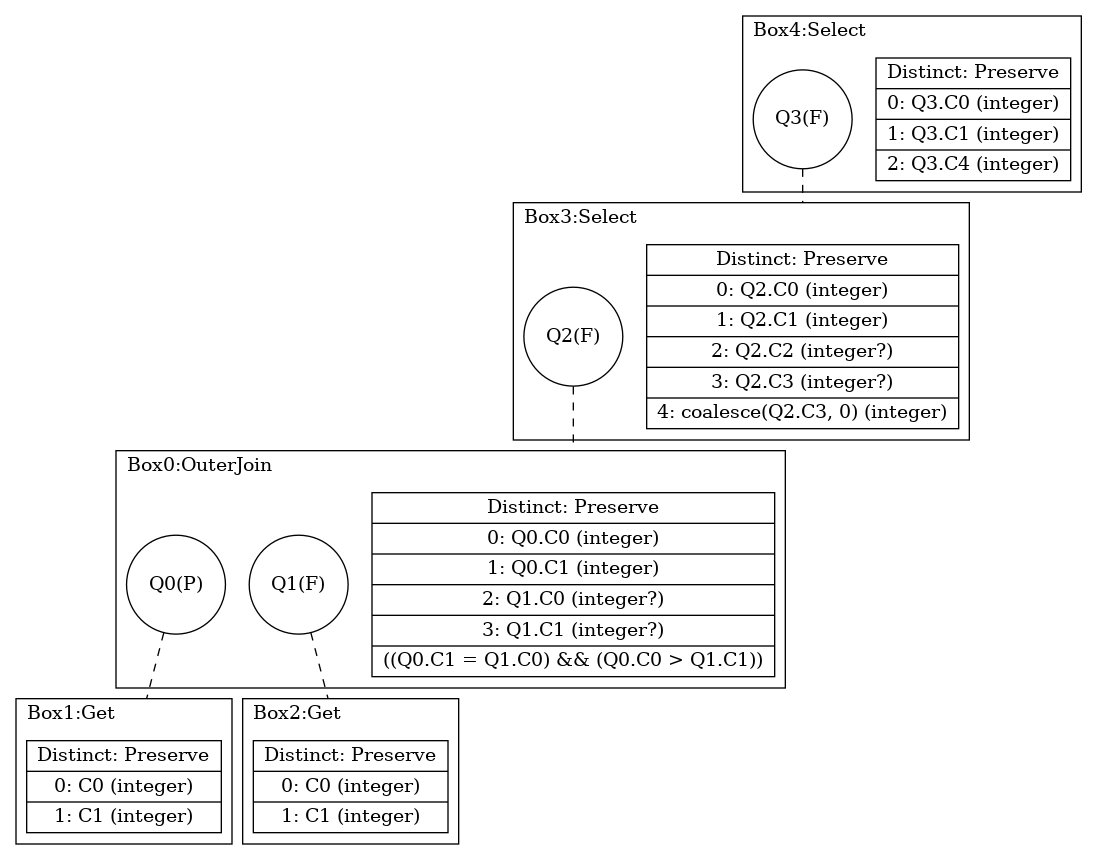 Box4:Select
Q3(F)
Distinct: Preserve
0: Q3.C0 (integer)
1: Q3.C1 (integer)
2: Q3.C4 (integer)
Box3:Select
Q2(F)
Distinct: Preserve
0: Q2.C0 (integer)
1: Q2.C1 (integer)
2: Q2.C2 (integer?)
3: Q2.C3 (integer?)
4: coalesce(Q2.C3, 0) (integer)
Box0:OuterJoin
Q0(P)
Q1(F)
Distinct: Preserve
0: Q0.C0 (integer)
1: Q0.C1 (integer)
2: Q1.C0 (integer?)
3: Q1.C1 (integer?)
((Q0.C1 = Q1.C0) && (Q0.C0 > Q1.C1))
Box1:Get
Distinct: Preserve
0: C0 (integer)
1: C1 (integer)
Box2:Get
Distinct: Preserve
0: C0 (integer)
1: C1 (integer)